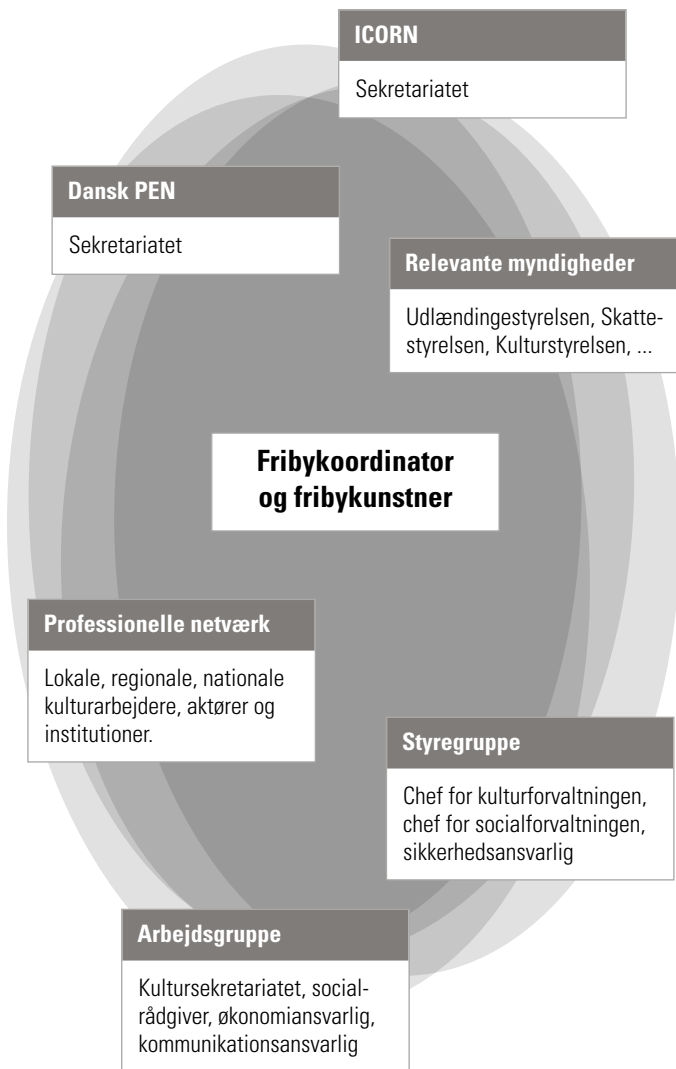 ICORN
Sekretariatet
Dansk PEN
Sekretariatet
Relevante myndigheder
Udlændingestyrelsen, Skatte-
styrelsen, Kulturstyrelsen, ...
Fribykoordinator
og fribykunstner
Professionelle netværk
Lokale, regionale, nationale
kulturarbejdere, aktører og
institutioner.
Styregruppe
Chef for kulturforvaltningen,
chef for socialforvaltningen,
sikkerhedsansvarlig
Arbejdsgruppe
Kultursekretariatet, social-
rådgiver, økonomiansvarlig,
kommunikationsansvarlig